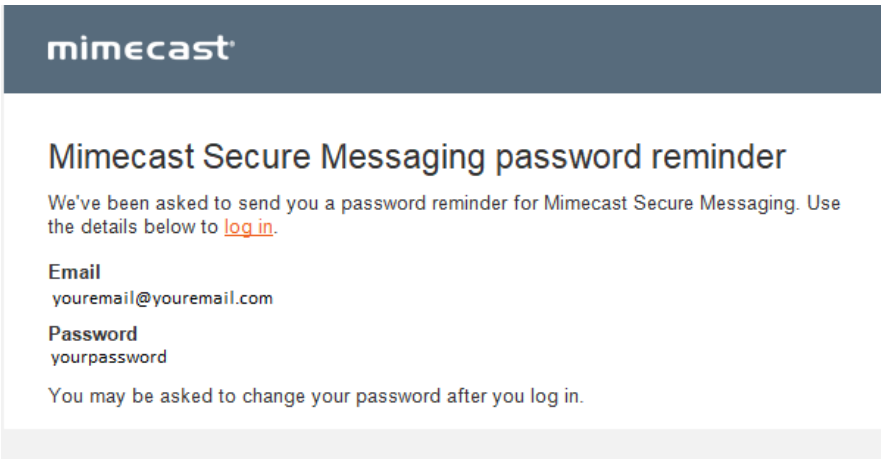 mimecast
Mimecast Secure Messaging password reminder
We've been asked to send you a password reminder for Mimecast Secure Messaging. Use
the details below to log in.
Email
youremail@youremail.com
Password
yourpassword
You may be asked to change your password after you log in.